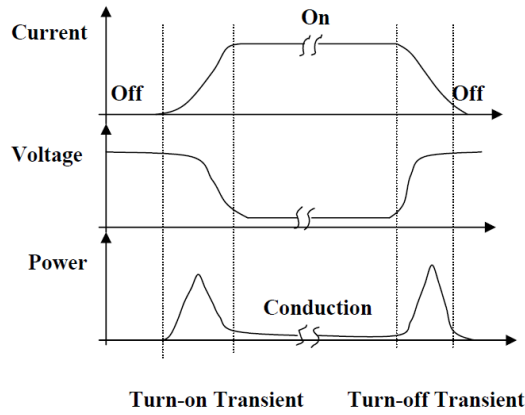 On
Current
Off
Off
Voltage
Power
Conduction
Turn-on Transient
Turn-off Transient